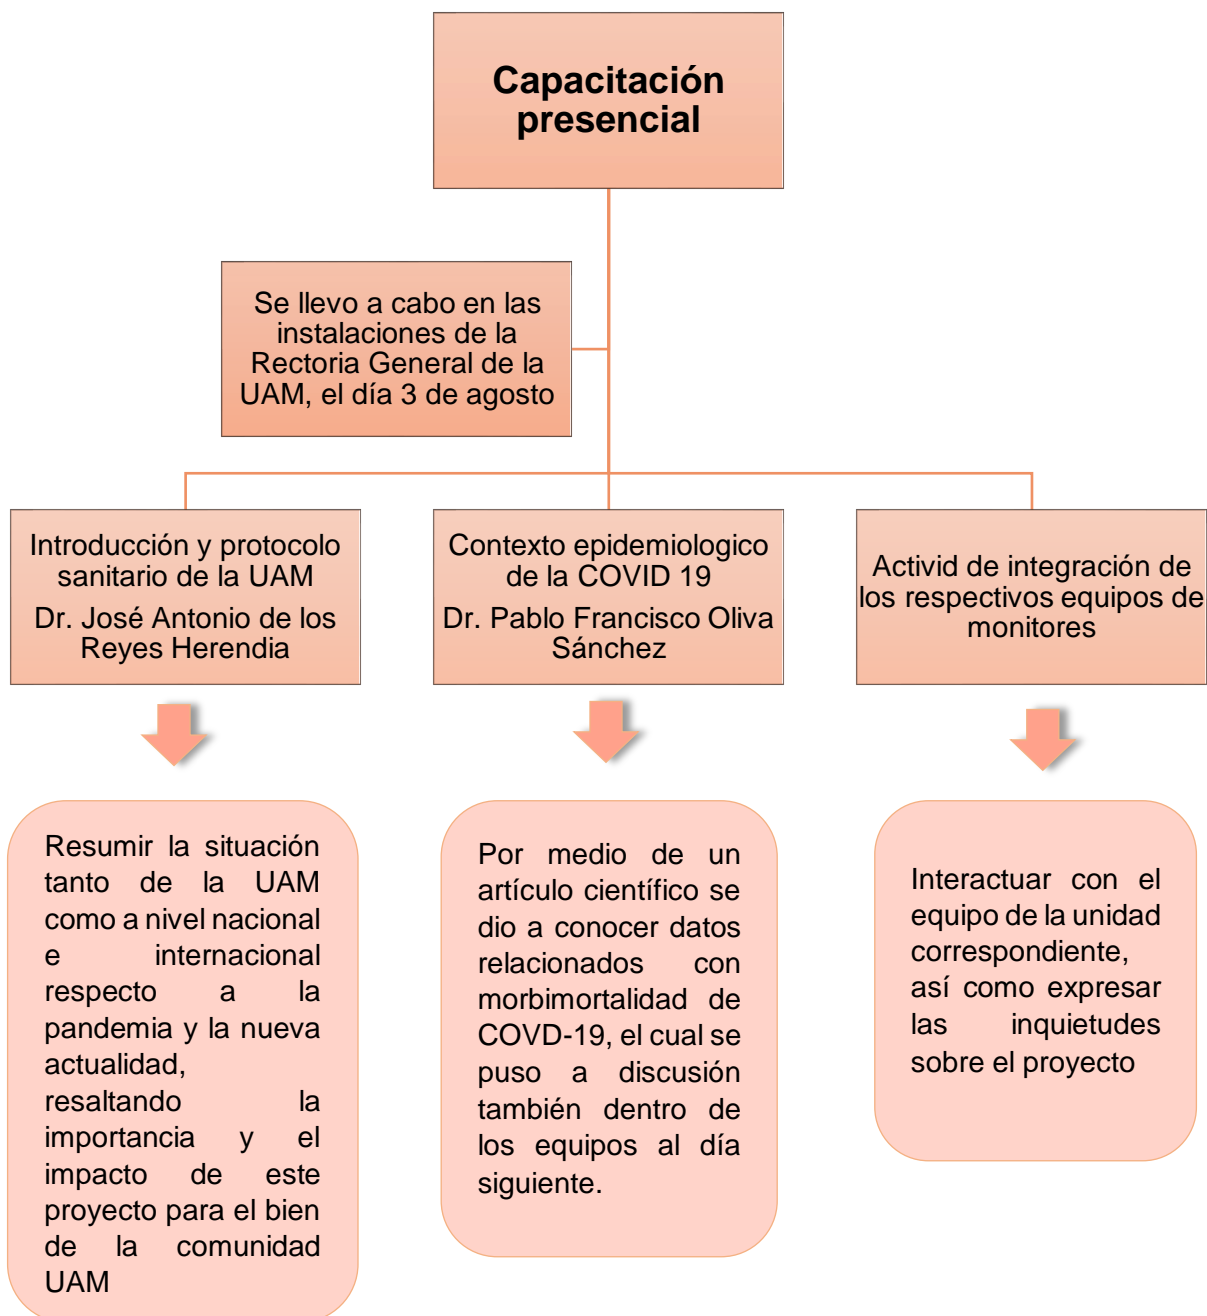 Capacitación
presencial
Se llevo a cabo en las
instalaciones de la
Rectoria General de la
UAM, el día 3 de agosto
Introducción y protocolo
sanitario de la UAM
Dr. José Antonio de los
Reyes Herendia
Contexto epidemiologico
de la COVID 19
Dr. Pablo Francisco Oliva
Sánchez
Activid de integración de
los respectivos equipos de
monitores
Resumir la situación
tanto de la UAM
como a nivel nacional
e internacional
respecto a la
pandemia y la nueva
actualidad,
resaltando la
importancia y el
impacto de este
proyecto para el bien
de la comunidad
UAM
Por medio de un
artículo científico se
dio a conocer datos
relacionados con
morbimortalidad de
COVD-19, el cual se
puso a discusión
también dentro de
los equipos al día
siguiente.
Interactuar con el
equipo de la unidad
correspondiente,
así como expresar
las inquietudes
sobre el proyecto